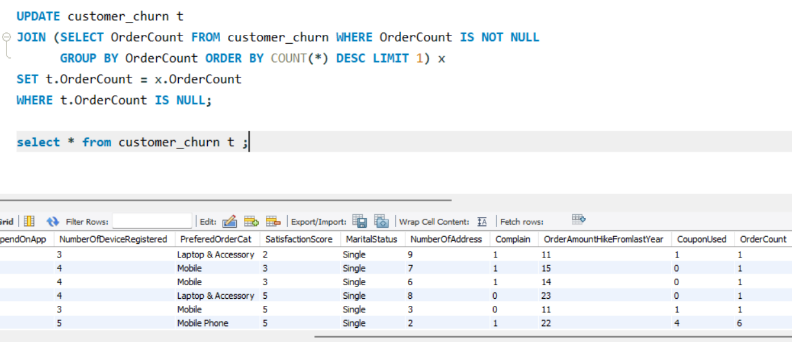 UPDATE customer_churn t
JOIN (SELECT OrderCount FROM customer_churn WHERE OrderCount IS NOT NULL
GROUP BY OrderCount ORDER BY COUNT(*) DESC LIMIT 1) x
SET t.OrderCount = x.OrderCount
WHERE t.OrderCount IS NULL;
select * from customer_churn t ;
Grid Filter Rows: Edit: Export/Import: Wrap Cell Content: Fetch rows:
pendOnApp NumberOfDeviceRegistered PreferedOrderCat SatisfactionScore MaritalStatus NumberOfAddress Complain OrderAmountHikeFromlastYear CouponUsed OrderCount
3 Laptop & Accessory 2 Single 9 1 11 1 1
4 Mobile 3 Single 7 1 15 0 1
4 Mobile 3 Single 6 1 14 0 1
4 Laptop & Accessory 5 Single 8 0 23 0 1
3 Mobile 5 Single 3 0 11 1 1
5 Mobile Phone 5 Single 2 1 22 4 6